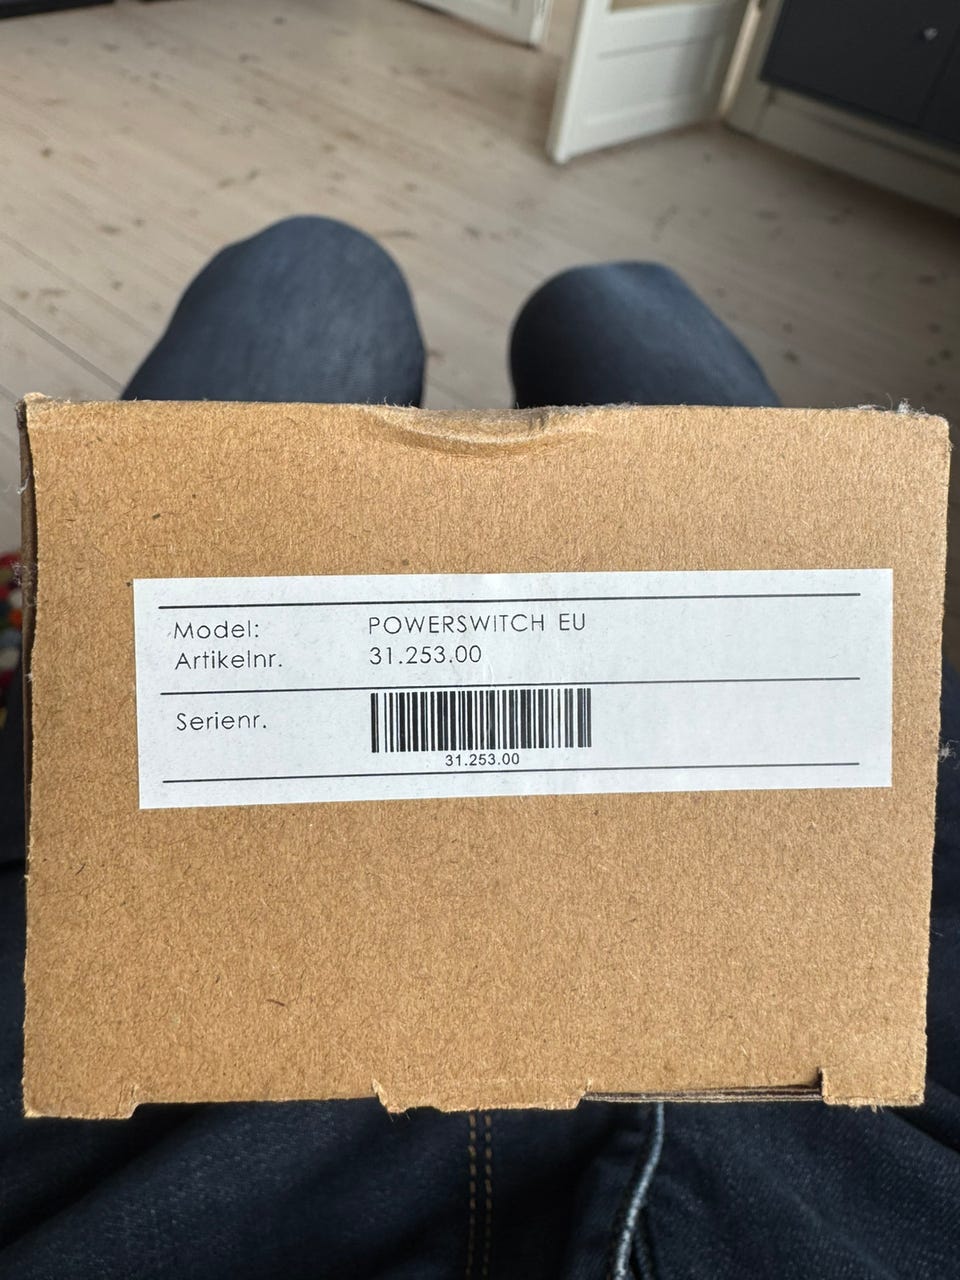 Model: POWERSWITCH EU
Artikelnr. 31.253.00
Serienr.
31.253.00